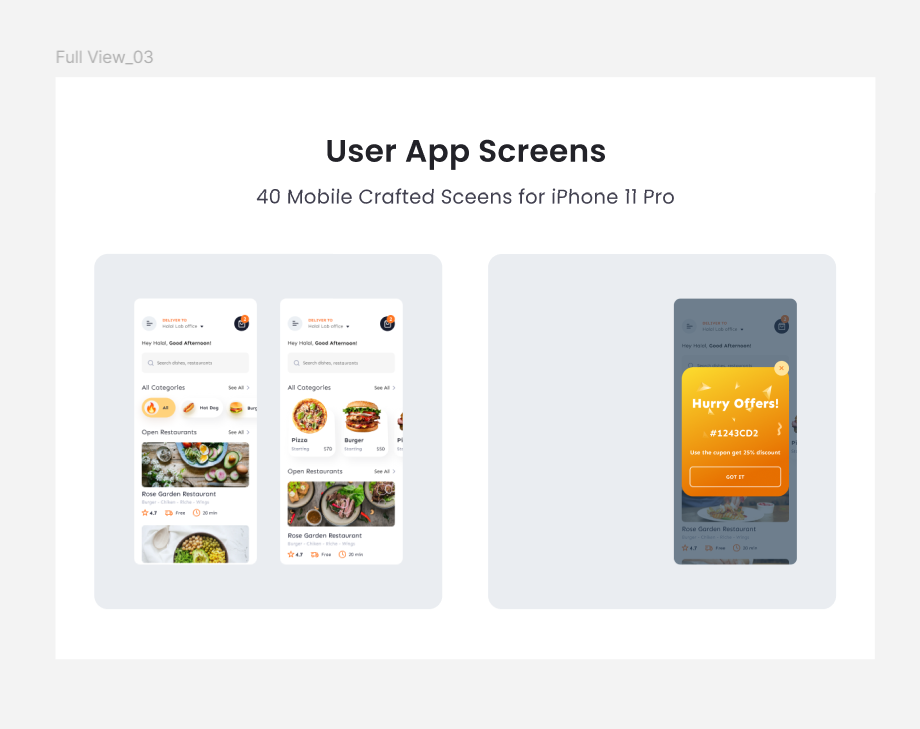 Full View_03
User App Screens
40 Mobile Crafted Sceens for iPhone 11 Pro
DELIVER TO
Halal Lab office
2
Hey Halal, Good Afternoon!
Search dishes, restaurants
All Categories
See All
All
Hot Dog
Burg
Open Restaurants
See All
Rose Garden Restaurant
Burger - Chiken - Riche - Wings
4.7
Free
20 min
DELIVER TO
Halal Lab office
2
Hey Halal, Good Afternoon!
Search dishes, restaurants
All Categories
See All
Pizza
Burger
Starting
$70
Starting
$50
Open Restaurants
See All
Rose Garden Restaurant
Burger - Chiken - Riche - Wings
4.7
Free
20 min
DELIVER TO
Halal Lab office
Hey Halal, Good Afternoon!
Search dishes, restaurants
Hurry Offers!
#1243CD2
Use the cupon get 25% discount
GOT IT
Rose Garden Restaurant
Burger - Chiken - Riche - Wings
4.7
Free
20 min